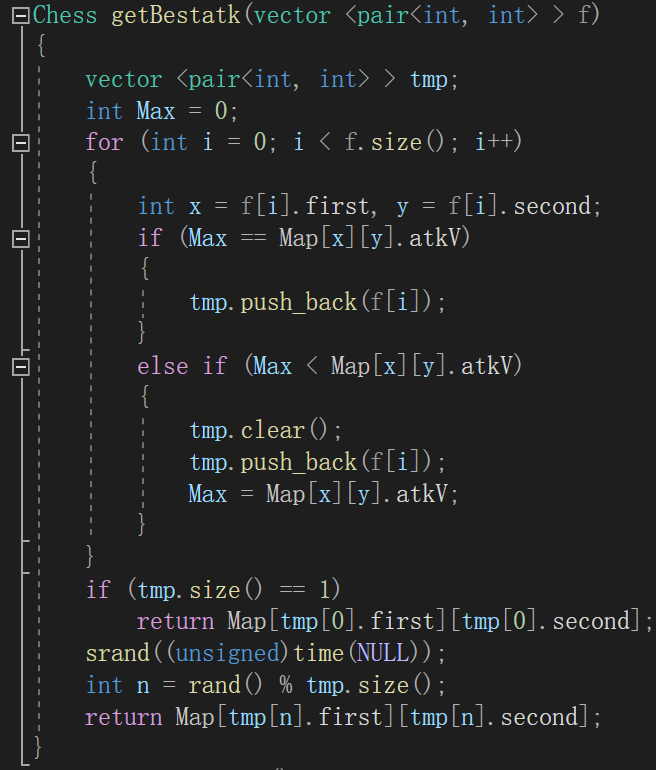 Chess getBestatk(vector <pair<int, int> > f)
{
    vector <pair<int, int> > tmp;
    int Max = 0;
    for (int i = 0; i < f.size(); i++)
    {
        int x = f[i].first, y = f[i].second;
        if (Max == Map[x][y].atkV)
        {
            tmp.push_back(f[i]);
        }
        else if (Max < Map[x][y].atkV)
        {
            tmp.clear();
            tmp.push_back(f[i]);
            Max = Map[x][y].atkV;
        }
    }
    if (tmp.size() == 1)
        return Map[tmp[0].first][tmp[0].second];
    srand((unsigned)time(NULL));
    int n = rand() % tmp.size();
    return Map[tmp[n].first][tmp[n].second];
}